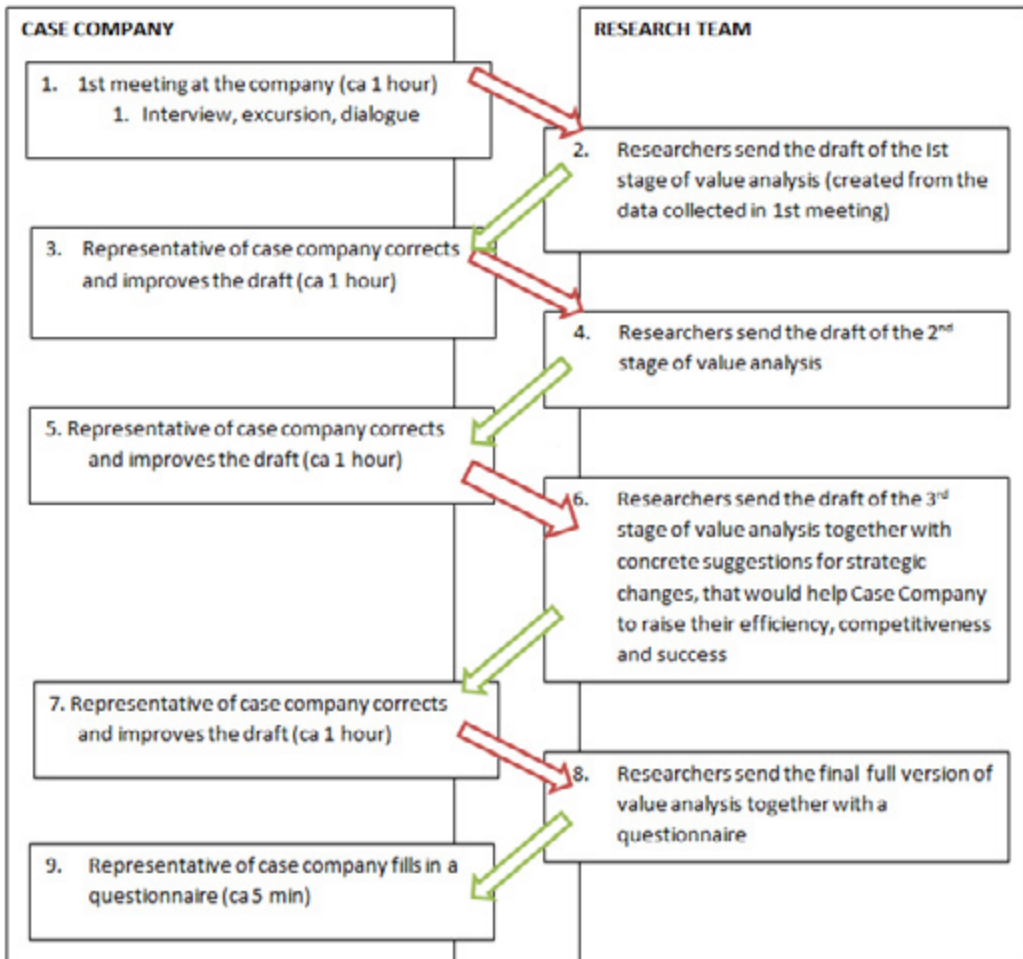 CASE COMPANY
RESEARCH TEAM
1. 1st meeting at the company (ca 1 hour)
1. Interview, excursion, dialogue
2. Researchers send the draft of the Ist
stage of value analysis (created from the
data collected in 1st meeting)
3. Representative of case company corrects
and improves the draft (ca 1 hour)
4. Researchers send the draft of the 2nd
stage of value analysis
5. Representative of case company corrects
and improves the draft (ca 1 hour)
6. Researchers send the draft of the 3rd
stage of value analysis together with
concrete suggestions for strategic
changes, that would help Case Company
to raise their efficiency, competitiveness
and success
7. Representative of case company corrects
and improves the draft (ca 1 hour)
8. Researchers send the final full version of
value analysis together with a
questionnaire
9. Representative of case company fills in a
questionnaire (ca 5 min)